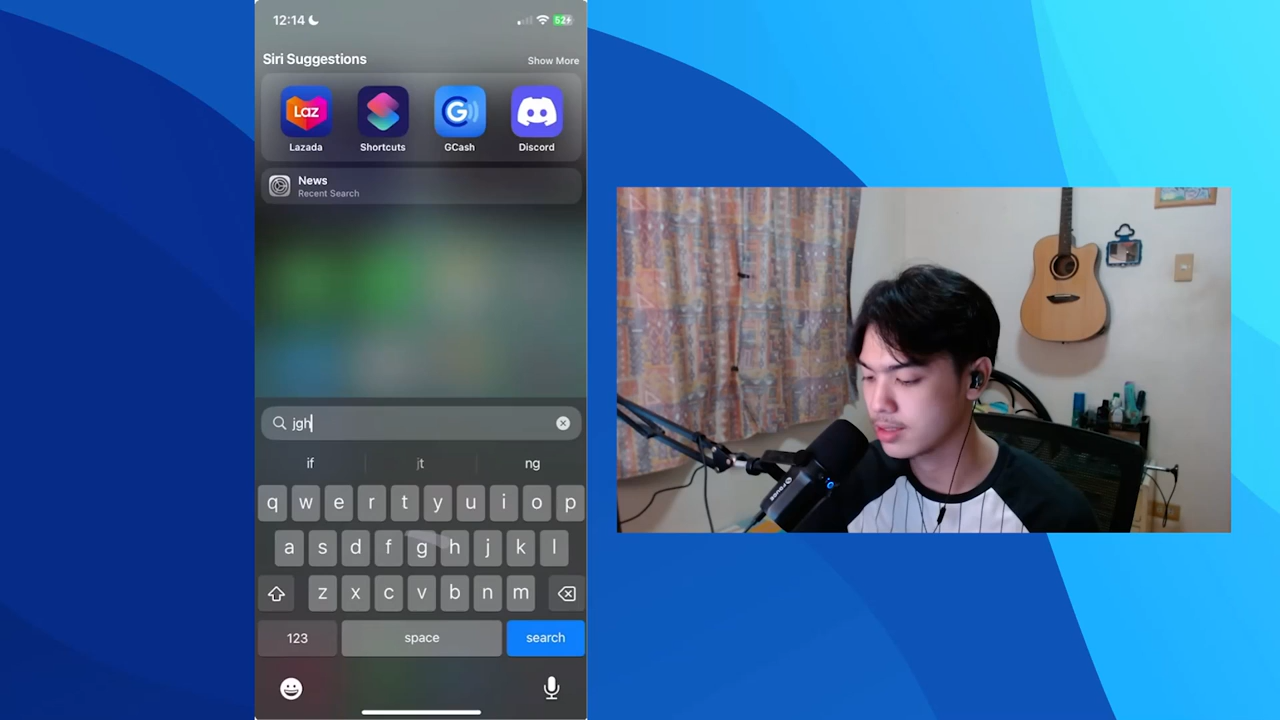 12:14
52
Siri Suggestions
Show More
Laz
G
Lazada
Shortcuts
GCash
Discord
News
Recent Search
jgh
if
jt
ng
q w e r t y u i o p
a s d f g h j k l
z x c v b n m
123
space
search